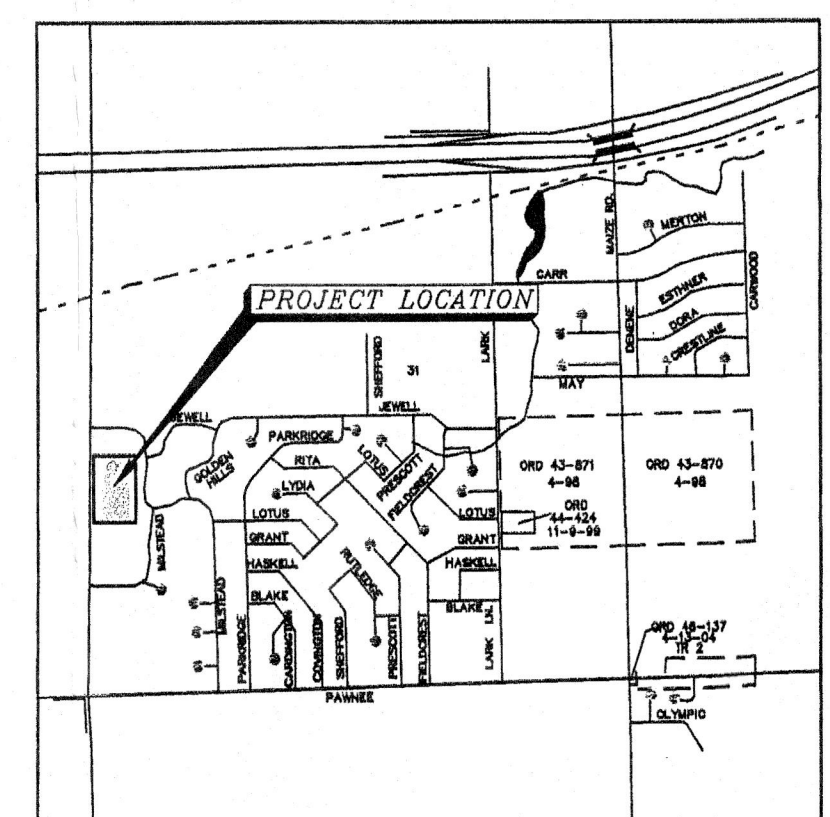 MERTON
MAIZE RD.
CARR
ESTHNER
CARWOOD
PROJECT LOCATION
DORA
DEMENE
CRESTLINE
SHEFFORD
LARK
31
MAY
JEWELL
JEWELL
PARKRIDGE
GOLDEN
HILLS
RITA
LOTUS
PRESCOTT
ORD 43-871
4-98
ORD 43-870
4-98
LYDIA
FIELDCREST
ORD
44-424
11-9-99
LOTUS
LOTUS
GRANT
GRANT
MILSTEAD
HASKELL
RUTLEDGE
HASKELL
BLAKE
BLAKE
MILSTEAD
PARKRIDGE
CARDINGTON
COVINGTON
SHEFFORD
PRESCOTT
FIELDCREST
LARK LN.
ORD 46-137
4-13-04
TR 2
PAWNEE
OLYMPIC